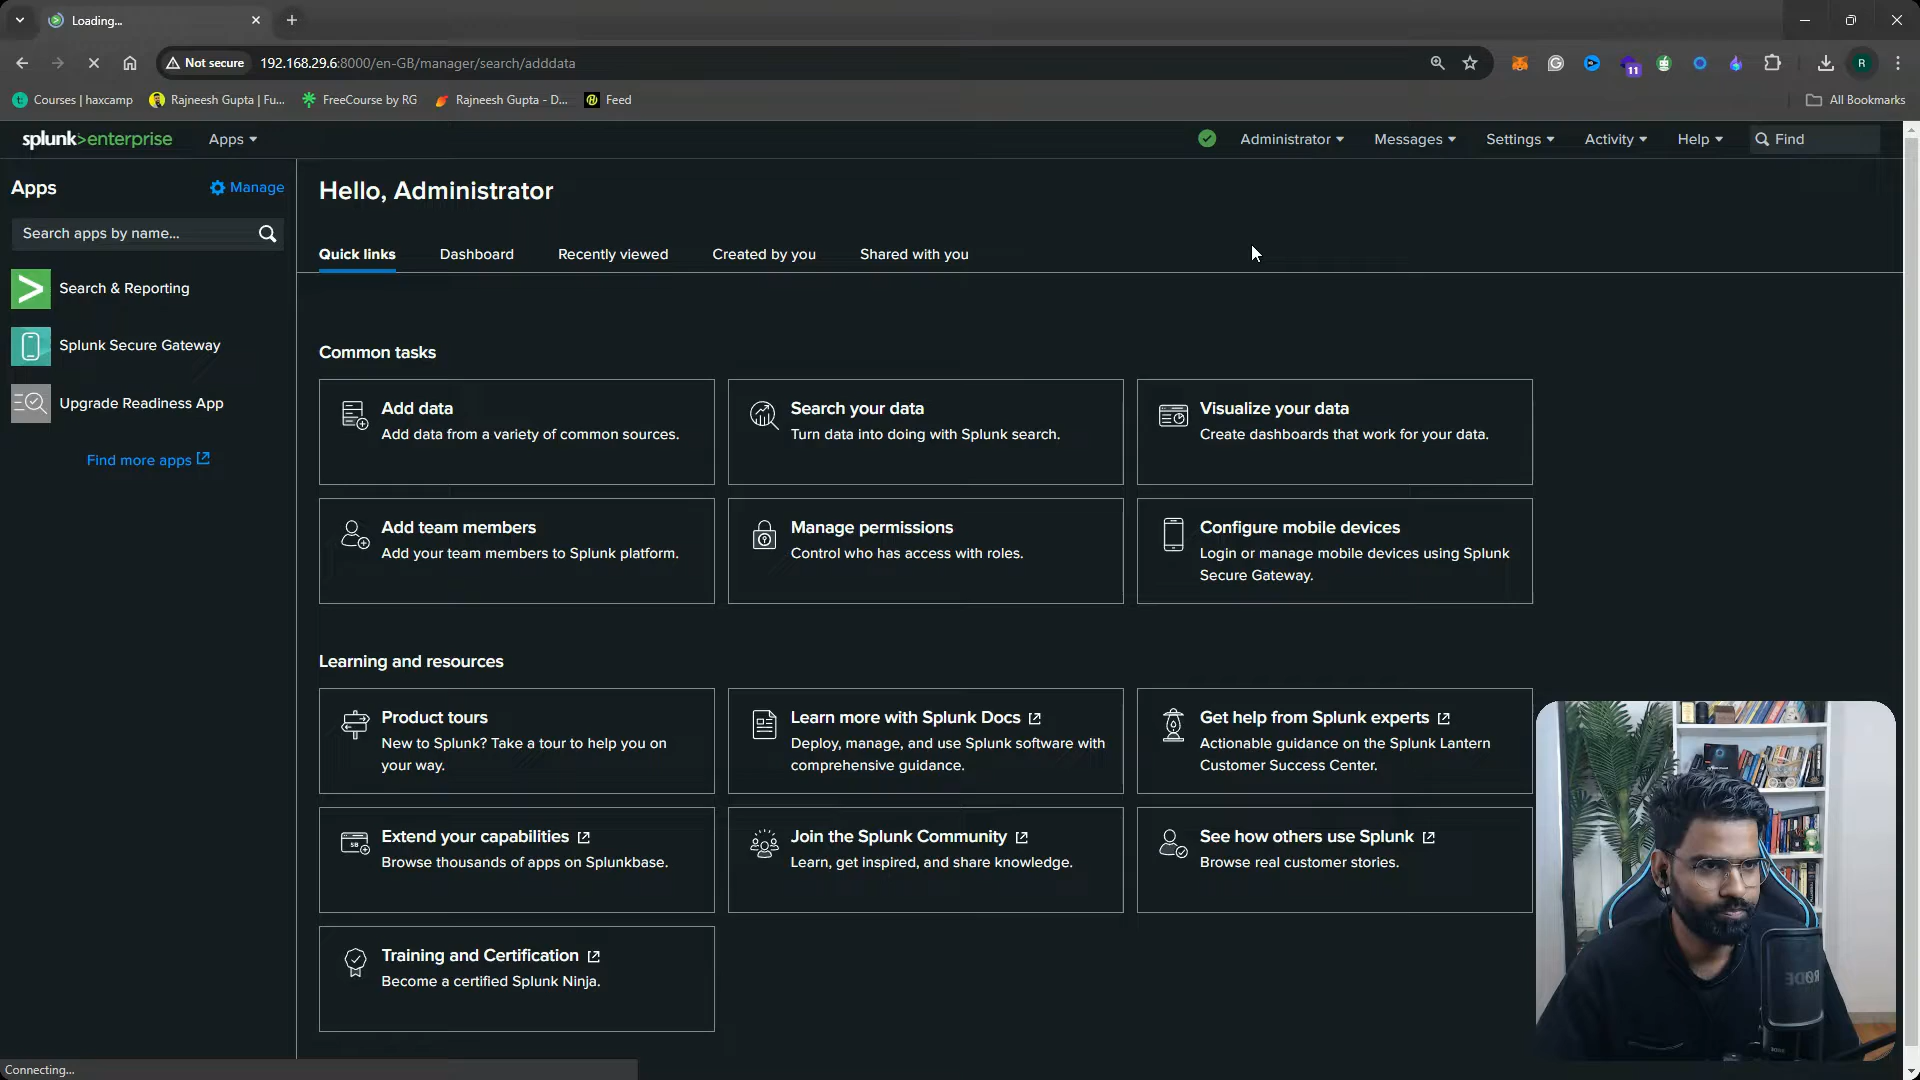 Loading...
Not secure
192.168.29.6:8000/en-GB/manager/search/adddata
11
R
Courses | haxcamp
Rajneesh Gupta | Fu...
FreeCourse by RG
Rajneesh Gupta - D...
Feed
All Bookmarks
splunk>enterprise
Apps
Administrator
Messages
Settings
Activity
Help
Find
Apps
Manage
Search apps by name...
Search & Reporting
Splunk Secure Gateway
Upgrade Readiness App
Find more apps
Hello, Administrator
Quick links
Dashboard
Recently viewed
Created by you
Shared with you
Common tasks
Add data
Add data from a variety of common sources.
Search your data
Turn data into doing with Splunk search.
Visualize your data
Create dashboards that work for your data.
Add team members
Add your team members to Splunk platform.
Manage permissions
Control who has access with roles.
Configure mobile devices
Login or manage mobile devices using Splunk
Secure Gateway.
Learning and resources
Product tours
New to Splunk? Take a tour to help you on
your way.
Learn more with Splunk Docs
Deploy, manage, and use Splunk software with
comprehensive guidance.
Get help from Splunk experts
Actionable guidance on the Splunk Lantern
Customer Success Center.
Extend your capabilities
Browse thousands of apps on Splunkbase.
Join the Splunk Community
Learn, get inspired, and share knowledge.
See how others use Splunk
Browse real customer stories.
Training and Certification
Become a certified Splunk Ninja.
RØDE
Connecting...